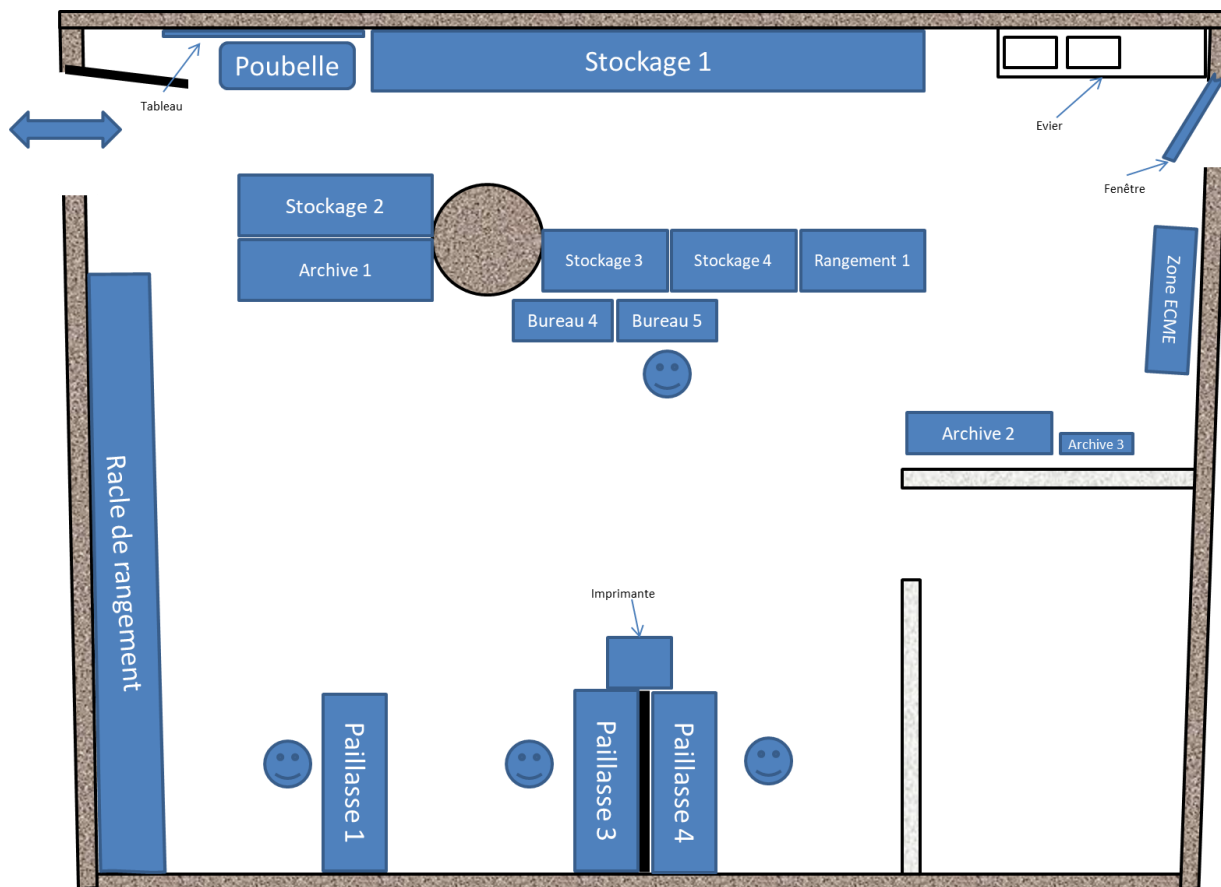 Poubelle
Stockage 1
Tableau
Evier
Fenêtre
Stockage 2
Archive 1
Stockage 3
Stockage 4
Rangement 1
Zone ECME
Bureau 4
Bureau 5
Archive 2
Archive 3
Racle de rangement
Imprimante
Paillasse 1
Paillasse 3
Paillasse 4